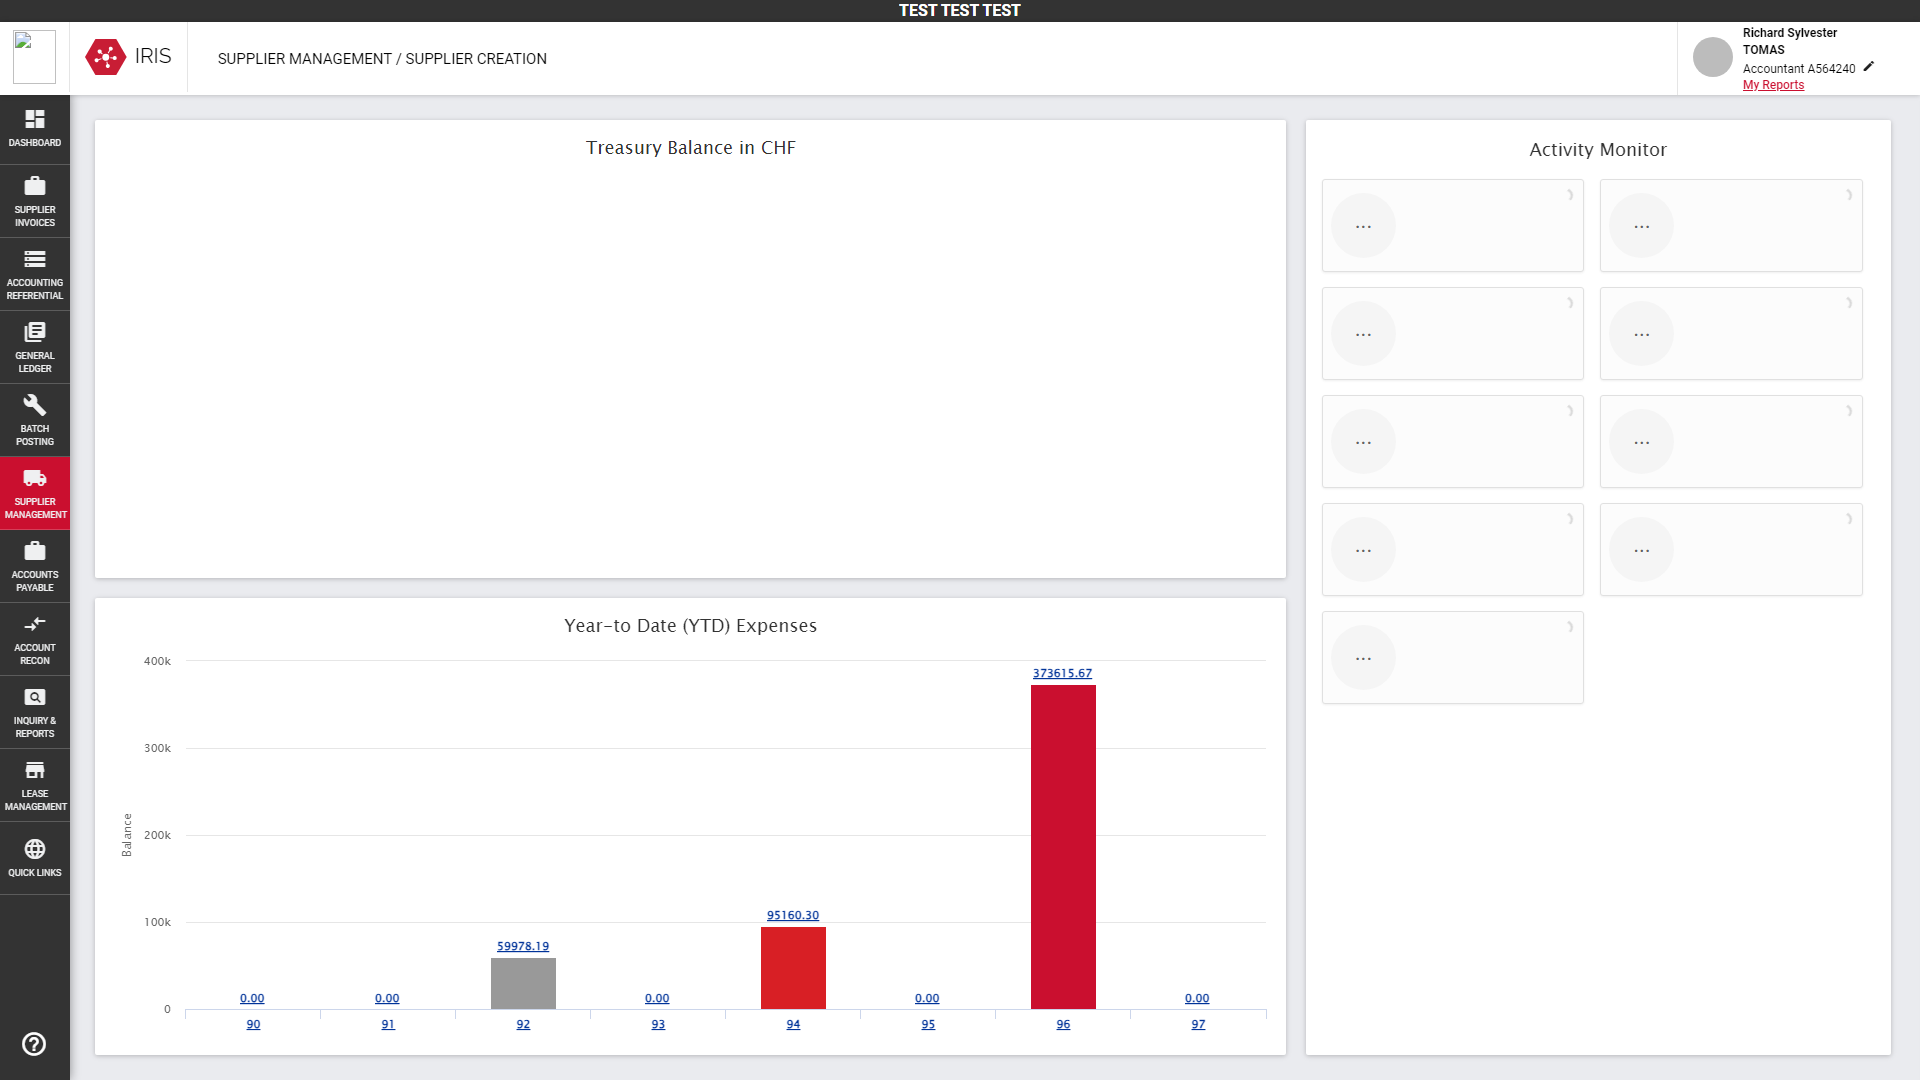 TEST TEST TEST
IRIS
SUPPLIER MANAGEMENT / SUPPLIER CREATION
Richard Sylvester
TOMAS
Accountant A564240
My Reports
DASHBOARD
SUPPLIER
INVOICES
ACCOUNTING
REFERENTIAL
GENERAL
LEDGER
BATCH
POSTING
SUPPLIER
MANAGEMENT
ACCOUNTS
PAYABLE
ACCOUNT
RECON
INQUIRY &
REPORTS
LEASE
MANAGEMENT
QUICK LINKS
Treasury Balance in CHF
Year-to Date (YTD) Expenses
Balance
400k
300k
200k
100k
0
0.00
0.00
59978.19
0.00
95160.30
0.00
373615.67
0.00
90
91
92
93
94
95
96
97
Activity Monitor
...
...
...
...
...
...
...
...
...